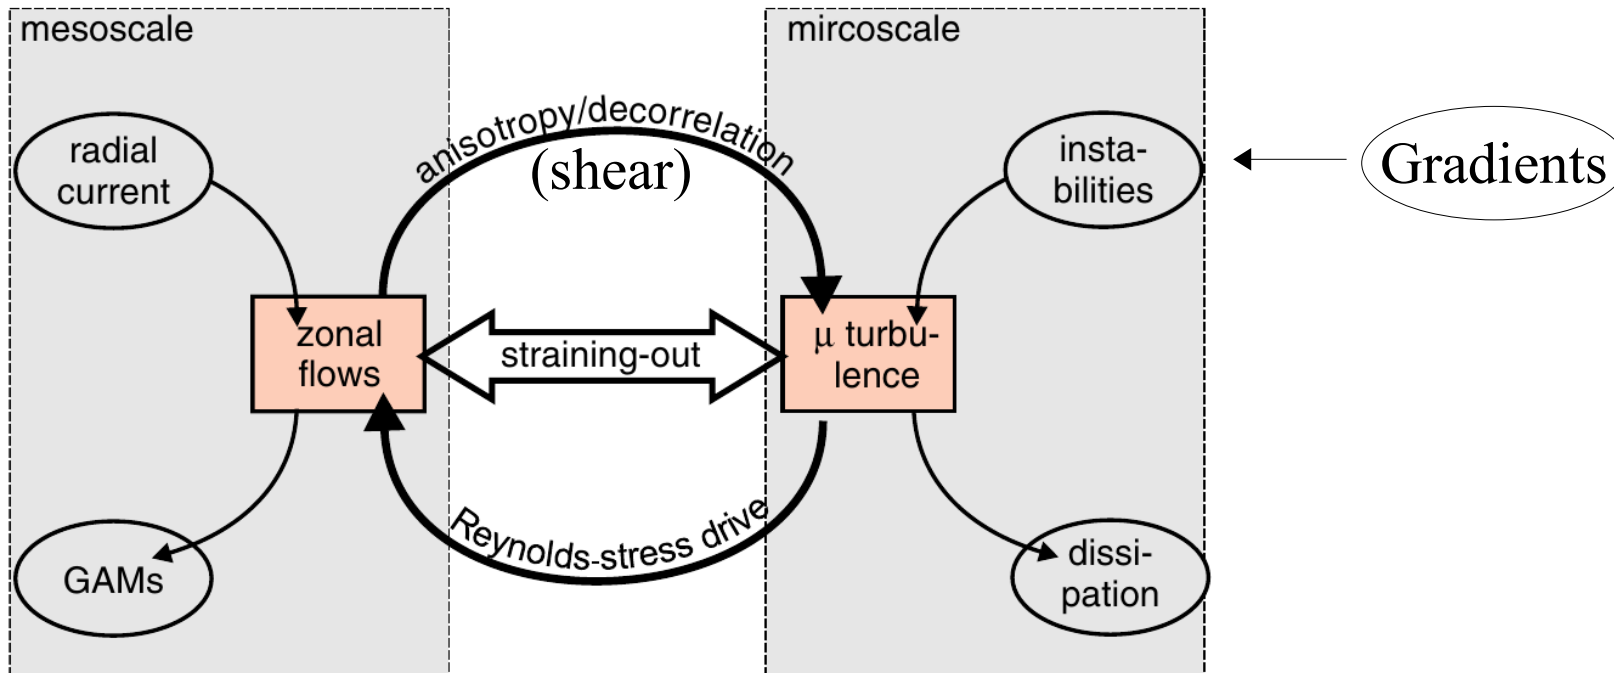 mesoscale
mircoscale
radial
current
anisotropy/decorrelation
(shear)
insta-
bilities
Gradients
zonal
flows
straining-out
μ turbu-
lence
Reynolds-stress drive
GAMs
dissi-
pation